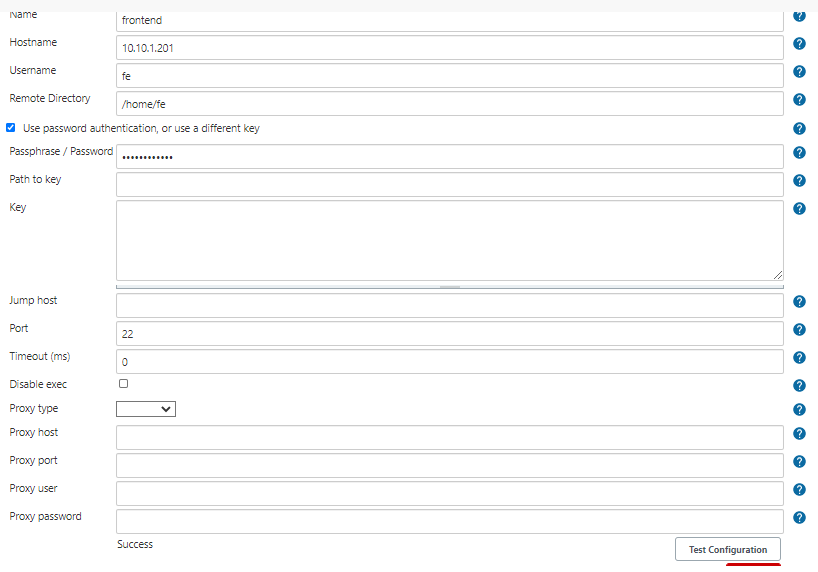 Name frontend
Hostname 10.10.1.201
Username fe
Remote Directory /home/fe
Use password authentication, or use a different key
Passphrase / Password ••••••••••••
Path to key
Key
Jump host
Port 22
Timeout (ms) 0
Disable exec
Proxy type
Proxy host
Proxy port
Proxy user
Proxy password
Success Test Configuration